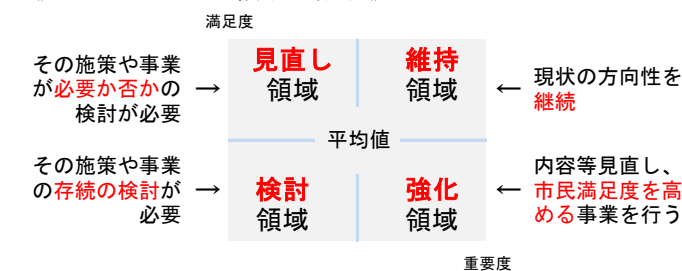 満足度
その施策や事業
が必要か否かの
検討が必要
→
見直し
領域
維持
領域
←
現状の方向性を
継続
平均値
その施策や事業
の存続の検討が
必要
→
検討
領域
強化
領域
←
内容等見直し、
市民満足度を高
める事業を行う
重要度